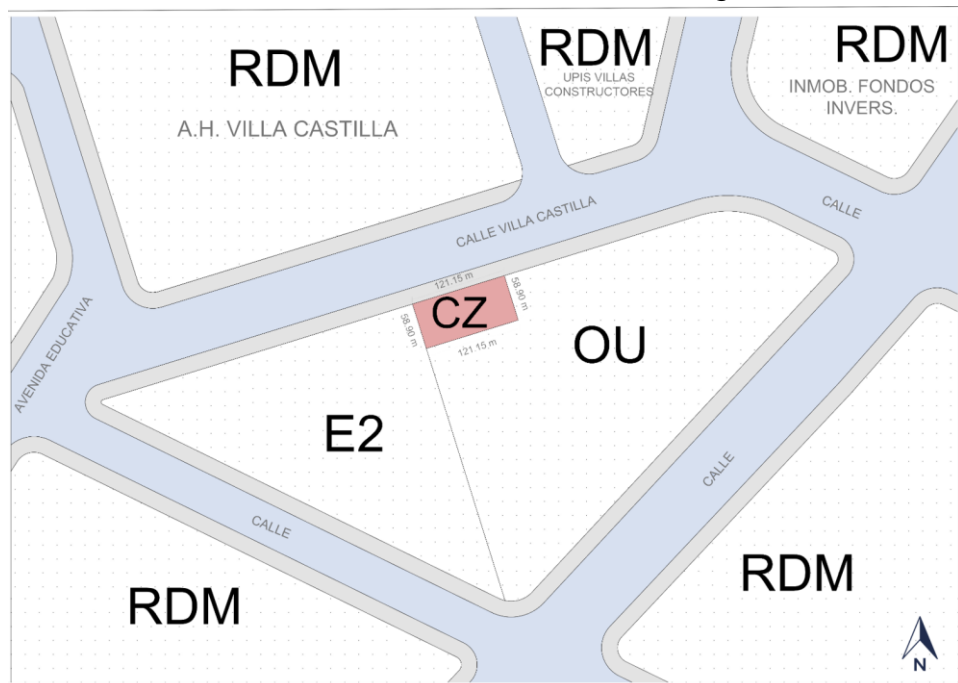 RDM
A.H. VILLA CASTILLA
RDM
UPIS VILLAS
CONSTRUCTORES
RDM
INMOB. FONDOS
INVERS.
CALLE VILLA CASTILLA
CALLE
121.15 m
58.90 m
CZ
58.90 m
121.15 m
AVENIDA EDUCATIVA
OU
E2
CALLE
CALLE
RDM
RDM
N